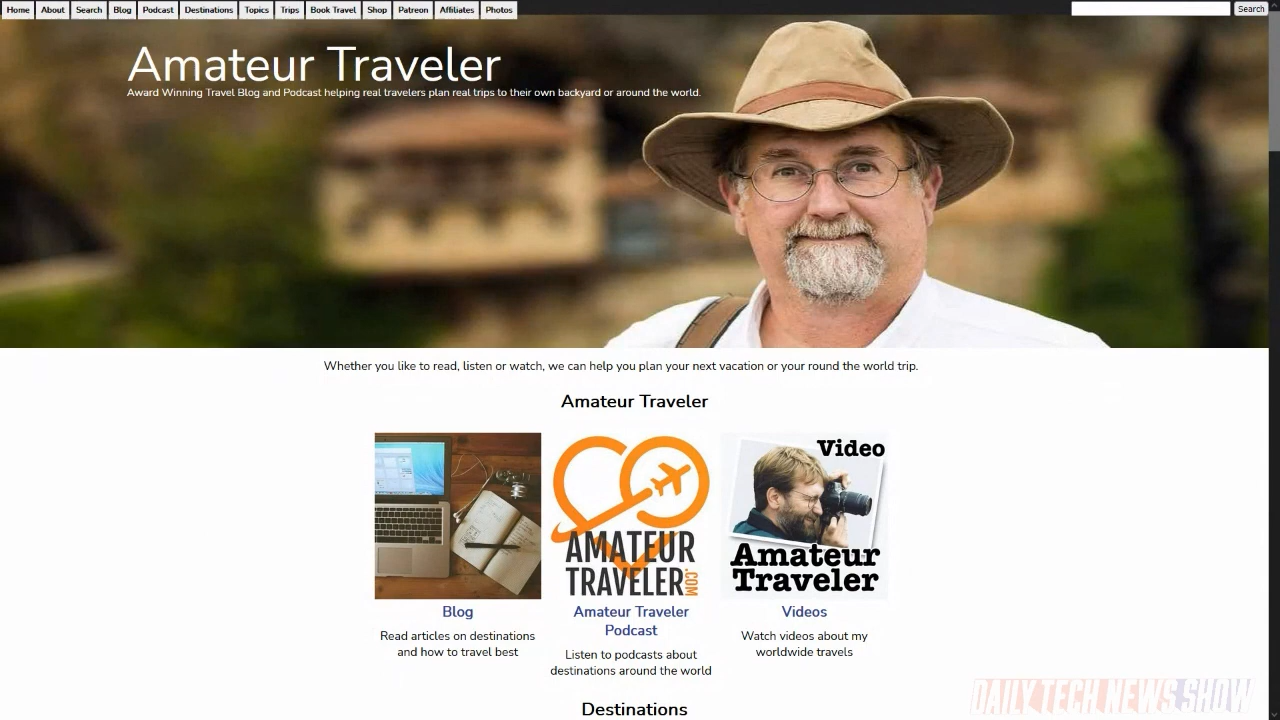 Home About Search Blog Podcast Destinations Topics Trips Book Travel Shop Patreon Affiliates Photos Search
Amateur Traveler
Award Winning Travel Blog and Podcast helping real travelers plan real trips to their own backyard or around the world.
Whether you like to read, listen or watch, we can help you plan your next vacation or your round the world trip.
Amateur Traveler
AMATEUR
TRAVELER
.COM
Video
Amateur
Traveler
Blog
Read articles on destinations
and how to travel best
Amateur Traveler
Podcast
Listen to podcasts about
destinations around the world
Videos
Watch videos about my
worldwide travels
Destinations
DAILY TECH NEWS SHOW